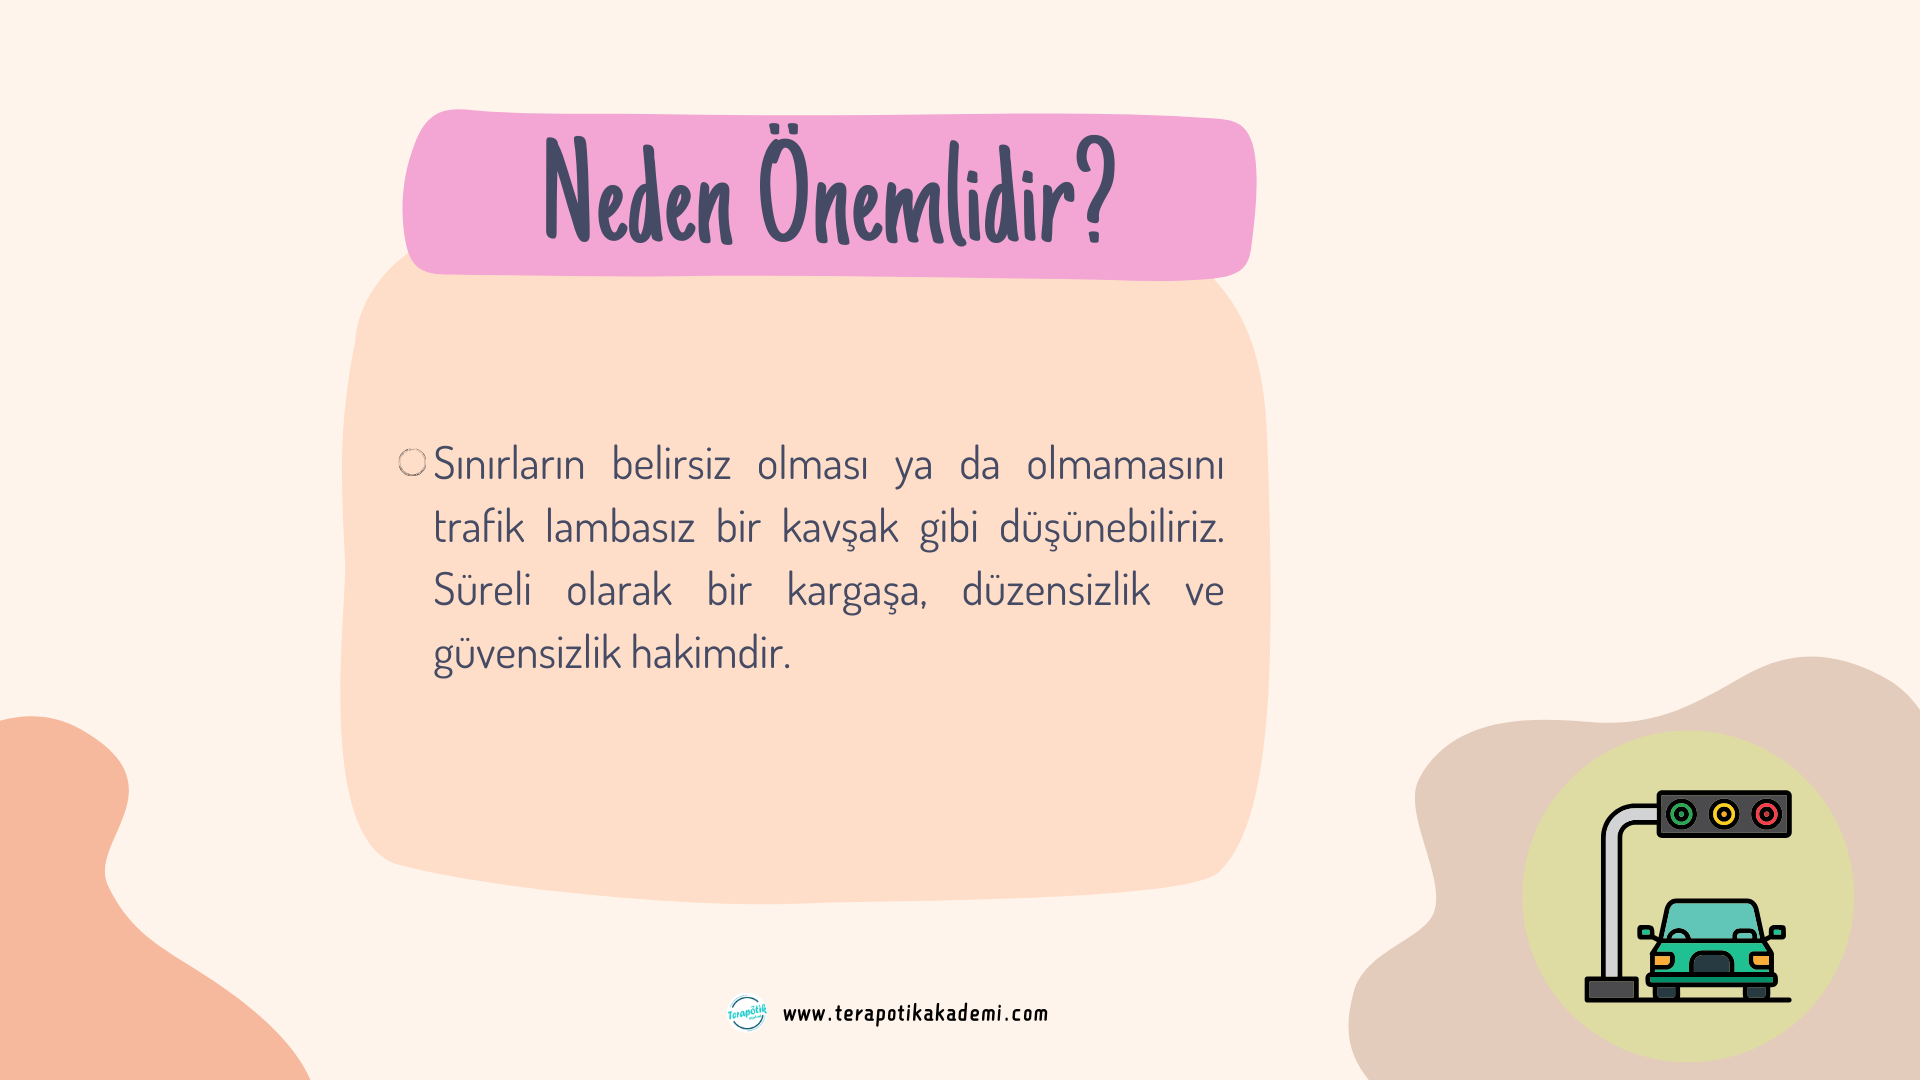 Neden Önemlidir?
Sınırların belirsiz olması ya da olmamasını
trafik lambasız bir kavşak gibi düşünebiliriz.
Süreli olarak bir kargaşa, düzensizlik ve
güvensizlik hakimdir.
Terapötik
www.terapotikakademi.com